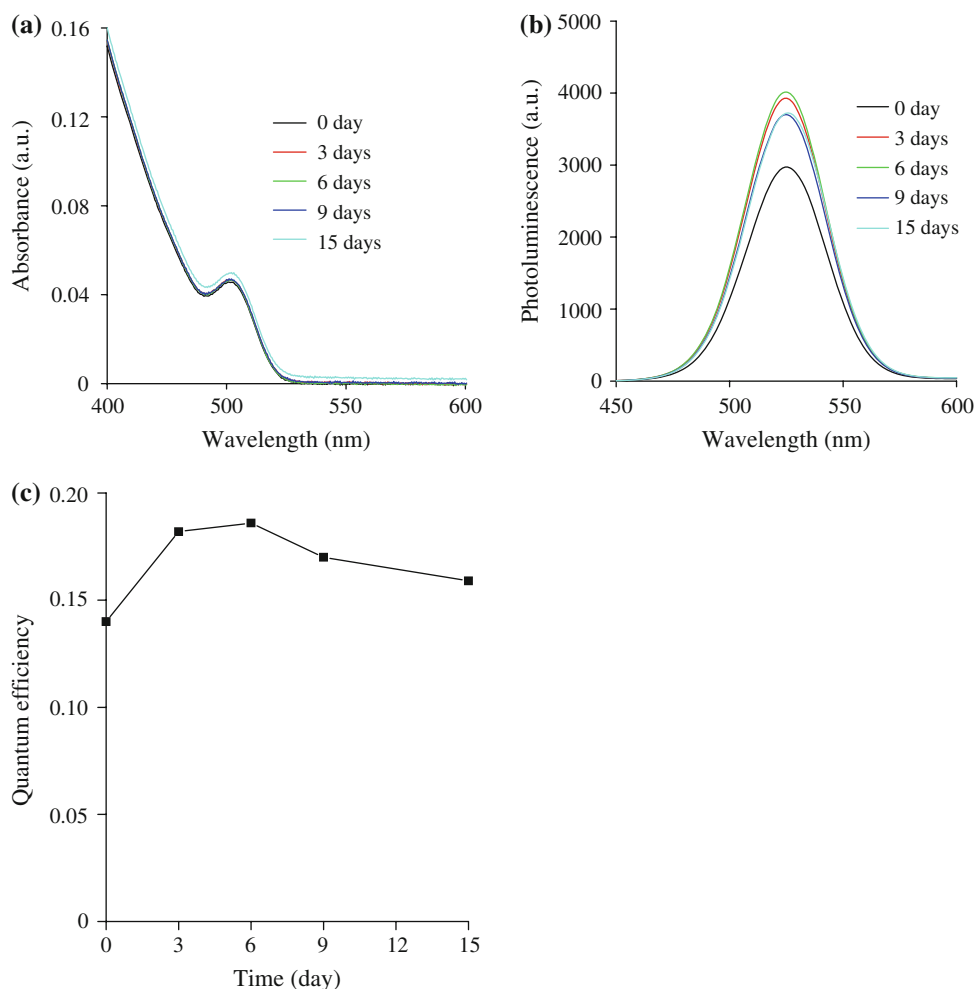 (a)
0.16
0.12
0.08
0.04
0
400
500
550
600
Absorbance (a.u.)
Wavelength (nm)
0 day
3 days
6 days
9 days
15 days
(b)
5000
4000
3000
2000
1000
0
450
500
550
600
Photoluminescence (a.u.)
Wavelength (nm)
0 day
3 days
6 days
9 days
15 days
(c)
0.20
0.15
0.10
0.05
0
0
3
6
9
12
15
Quantum efficiency
Time (day)